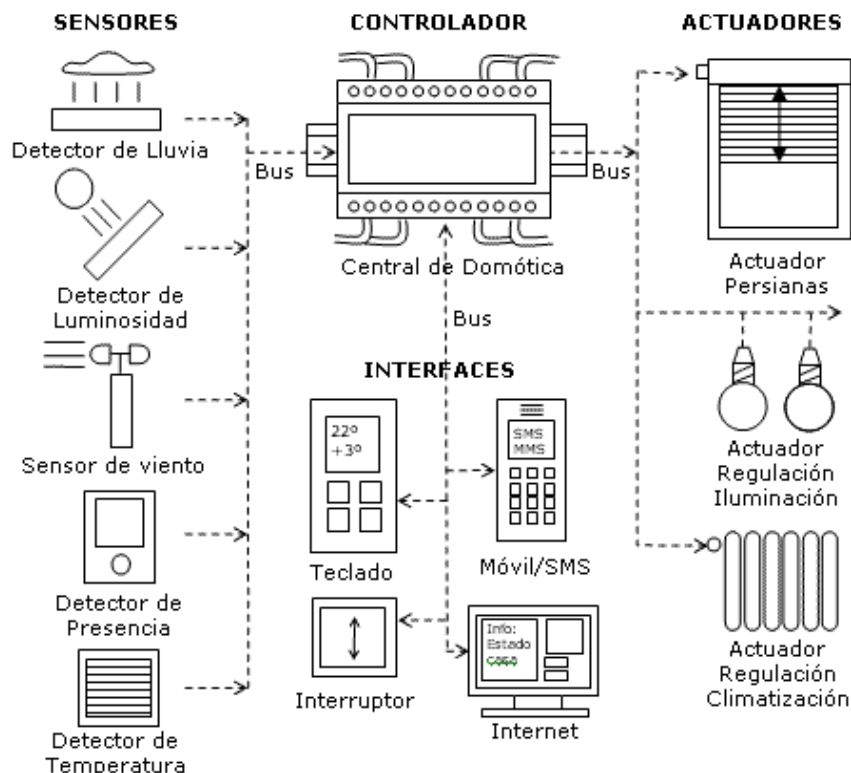 SENSORES
Detector de Lluvia
Detector de
Luminosidad
Sensor de viento
Detector de
Presencia
Detector de
Temperatura
CONTROLADOR
Bus
Bus
Central de Domótica
Bus
INTERFACES
22º
+3º
Teclado
SMS
MMS
Móvil/SMS
Interruptor
Info:
Estado
Casa
Internet
ACTUADORES
Actuador
Persianas
Actuador
Regulación
Iluminación
Actuador
Regulación
Climatización